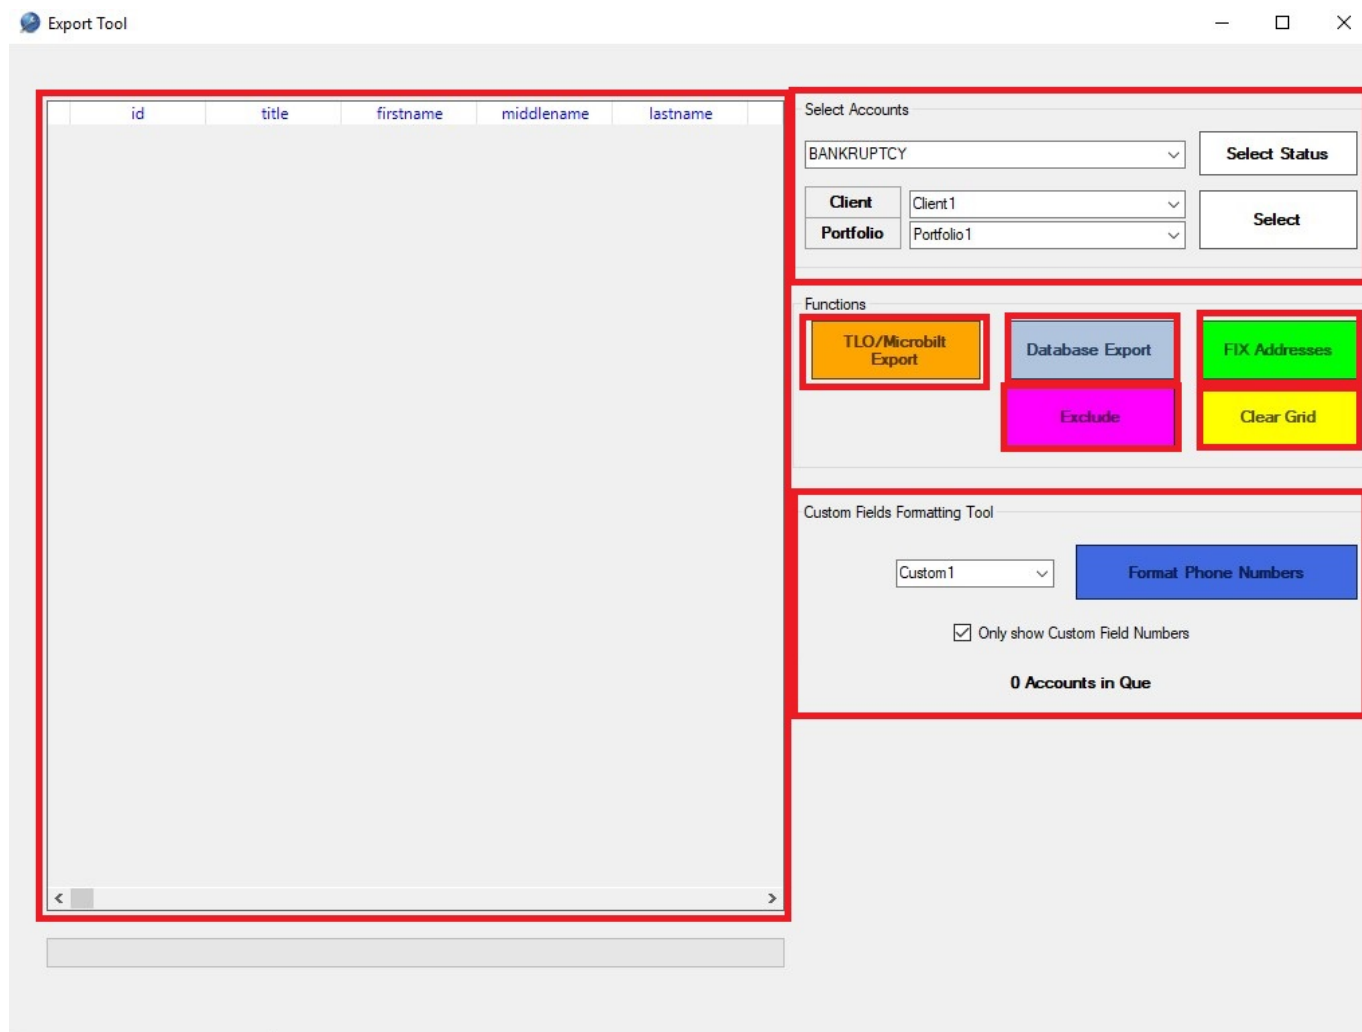 Export Tool
id title firstname middlename lastname
Select Accounts
BANKRUPTCY
Select Status
Client
Client1
Portfolio
Portfolio1
Select
Functions
TLO/Microbilt
Export
Database Export
FIX Addresses
Exclude
Clear Grid
Custom Fields Formatting Tool
Custom1
Format Phone Numbers
Only show Custom Field Numbers
0 Accounts in Que